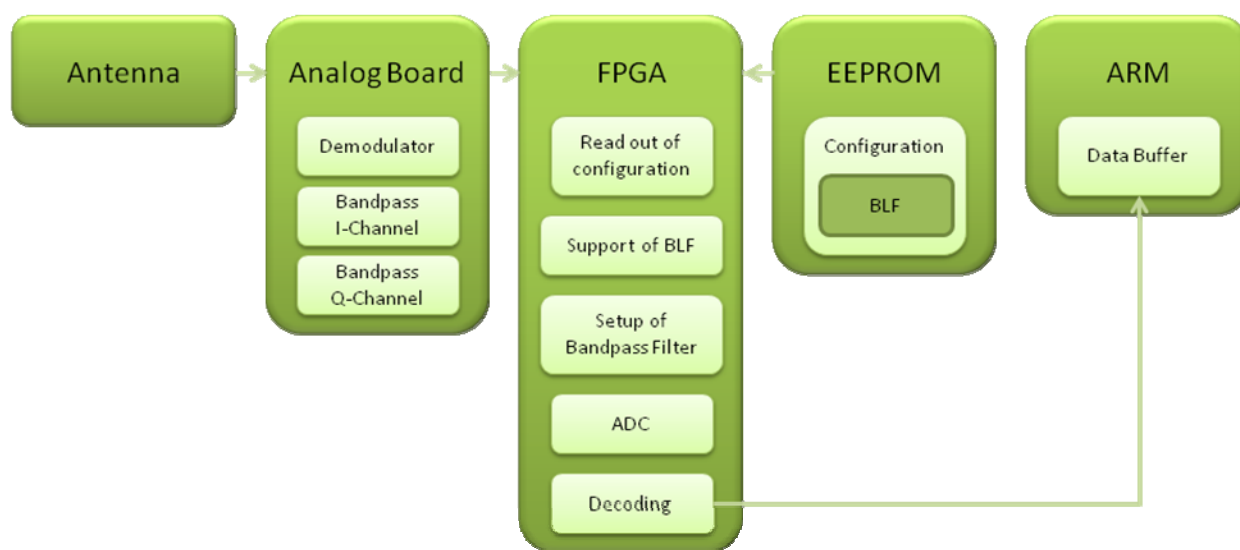 Antenna
Analog Board
Demodulator
Bandpass
I-Channel
Bandpass
Q-Channel
FPGA
Read out of
configuration
Support of BLF
Setup of
Bandpass Filter
ADC
Decoding
EEPROM
Configuration
BLF
ARM
Data Buffer